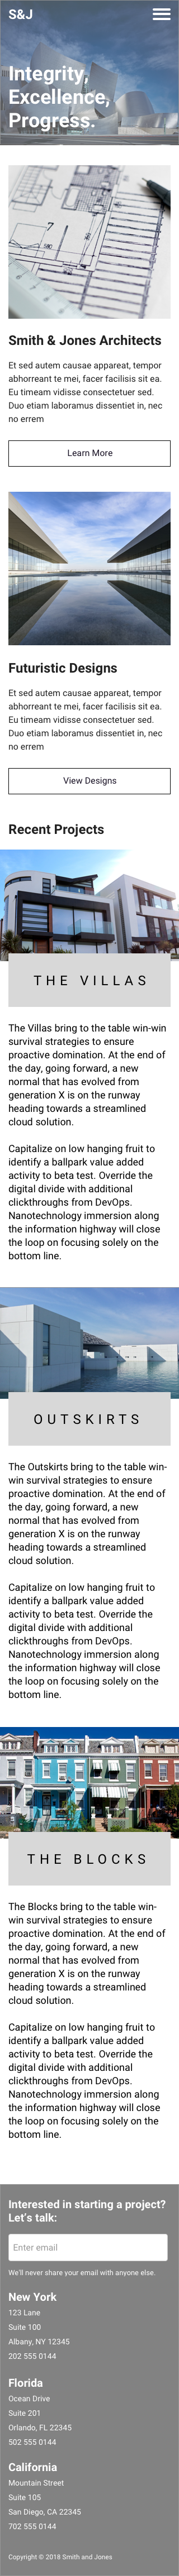 S&J
Integrity,
Excellence,
Progress.
Smith & Jones Architects
Et sed autem causae appareat, tempor
abhorreant te mei, facer facilisis sit ea.
Eu timeam vidisse consectetuer sed.
Duo etiam laboramus dissentiet in, nec
no errem
Learn More
Futuristic Designs
Et sed autem causae appareat, tempor
abhorreant te mei, facer facilisis sit ea.
Eu timeam vidisse consectetuer sed.
Duo etiam laboramus dissentiet in, nec
no errem
View Designs
Recent Projects
THE VILLAS
The Villas bring to the table win-win
survival strategies to ensure
proactive domination. At the end of
the day, going forward, a new
normal that has evolved from
generation X is on the runway
heading towards a streamlined
cloud solution.
Capitalize on low hanging fruit to
identify a ballpark value added
activity to beta test. Override the
digital divide with additional
clickthroughs from DevOps.
Nanotechnology immersion along
the information highway will close
the loop on focusing solely on the
bottom line.
OUTSKIRTS
The Outskirts bring to the table win-
win survival strategies to ensure
proactive domination. At the end of
the day, going forward, a new
normal that has evolved from
generation X is on the runway
heading towards a streamlined
cloud solution.
Capitalize on low hanging fruit to
identify a ballpark value added
activity to beta test. Override the
digital divide with additional
clickthroughs from DevOps.
Nanotechnology immersion along
the information highway will close
the loop on focusing solely on the
bottom line.
THE BLOCKS
The Blocks bring to the table win-
win survival strategies to ensure
proactive domination. At the end of
the day, going forward, a new
normal that has evolved from
generation X is on the runway
heading towards a streamlined
cloud solution.
Capitalize on low hanging fruit to
identify a ballpark value added
activity to beta test. Override the
digital divide with additional
clickthroughs from DevOps.
Nanotechnology immersion along
the information highway will close
the loop on focusing solely on the
bottom line.
Interested in starting a project?
Let's talk:
Enter email
We'll never share your email with anyone else.
New York
123 Lane
Suite 100
Albany, NY 12345
202 555 0144
Florida
Ocean Drive
Suite 201
Orlando, FL 22345
502 555 0144
California
Mountain Street
Suite 105
San Diego, CA 22345
702 555 0144
Copyright © 2018 Smith and Jones